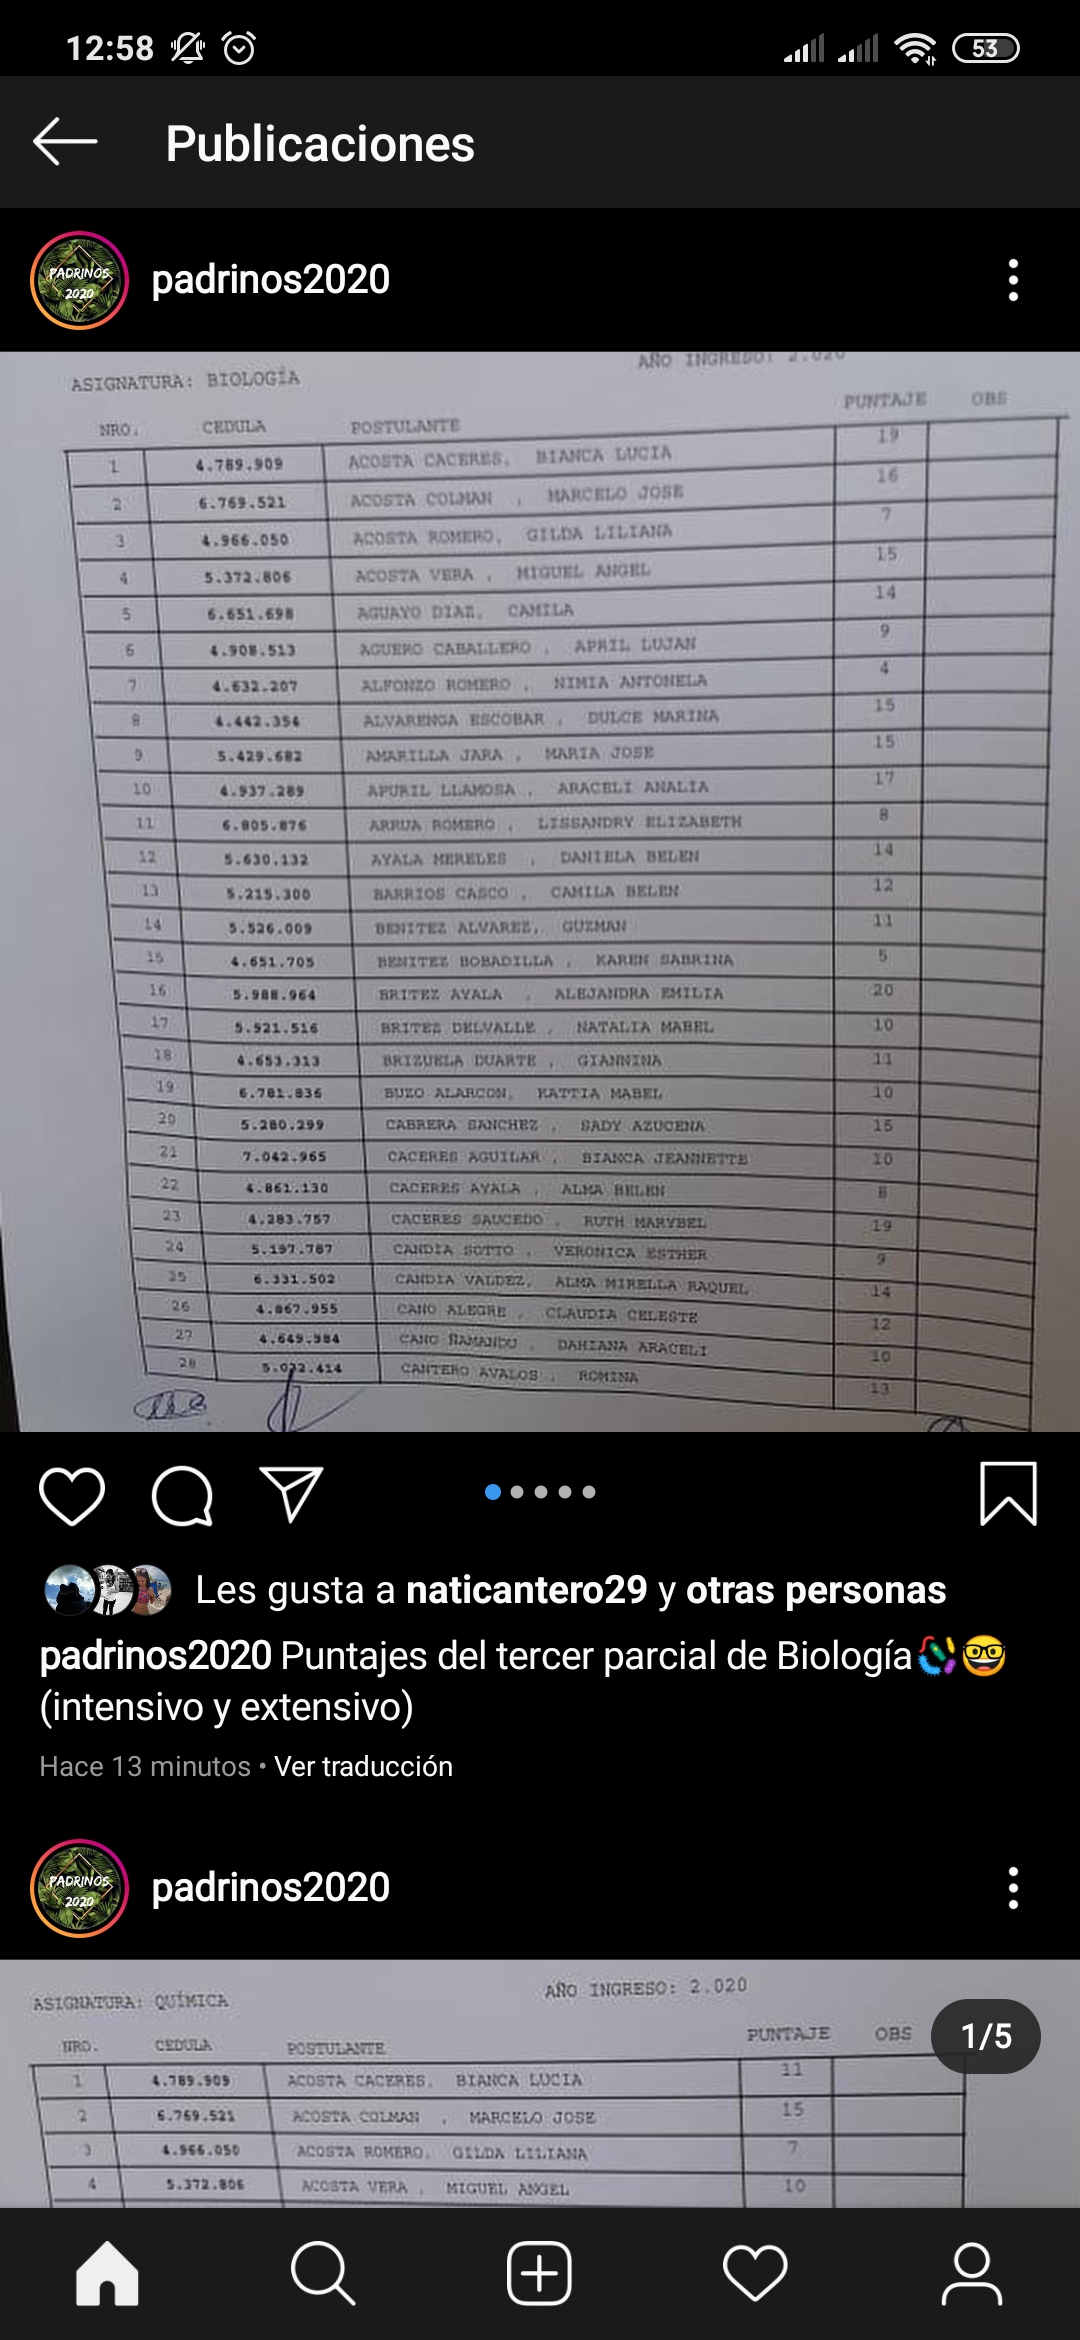 12:58
53
Publicaciones
PADRINOS 2020
padrinos2020
AÑO INGRESO: 2.020
ASIGNATURA: BIOLOGÍA
NRO. CEDULA POSTULANTE PUNTAJE OBS
1 4.789.909 ACOSTA CACERES, BIANCA LUCIA 19
2 6.769.521 ACOSTA COLMAN , MARCELO JOSE 16
3 4.966.050 ACOSTA ROMERO, GILDA LILIANA 7
4 5.372.806 ACOSTA VERA , MIGUEL ANGEL 15
5 6.651.698 AGUAYO DIAZ, CAMILA 14
6 4.908.513 AGUERO CABALLERO , APRIL LUJAN 9
7 4.632.207 ALFONZO ROMERO , NIMIA ANTONELA 4
8 4.442.354 ALVARENGA ESCOBAR , DULCE MARINA 15
9 5.429.682 AMARILLA JARA , MARIA JOSE 15
10 4.937.289 APURIL LLAMOSA , ARACELI ANALIA 17
11 6.805.876 ARRUA ROMERO , LISSANDRY ELIZABETH 8
12 5.630.132 AYALA MERELES , DANIELA BELEN 14
13 5.215.300 BARRIOS CASCO , CAMILA BELEN 12
14 5.526.009 BENITEZ ALVAREZ, GUZMAN 11
15 4.651.705 BENITEZ BOBADILLA , KAREN SABRINA 5
16 5.988.964 BRITEZ AYALA , ALEJANDRA EMILIA 20
17 5.921.516 BRITEZ DELVALLE , NATALIA MABEL 10
18 4.653.313 BRIZUELA DUARTE , GIANNINA 11
19 6.781.836 BUZO ALARCON, KATTIA MABEL 10
20 5.280.299 CABRERA SANCHEZ , SADY AZUCENA 15
21 7.042.965 CACERES AGUILAR , BIANCA JEANNETTE 10
22 4.861.130 CACERES AYALA , ALMA BELEN 8
23 4.283.757 CACERES SAUCEDO , RUTH MARYBEL 19
24 5.197.787 CANDIA SOTTO , VERONICA ESTHER 9
25 6.331.502 CANDIA VALDEZ, ALMA MIRELLA RAQUEL 14
26 4.867.955 CANO ALEGRE , CLAUDIA CELESTE 12
27 4.649.984 CANO ÑAMANDU , DAHIANA ARACELI 10
28 5.032.414 CANTERO AVALOS , ROMINA 13
Les gusta a naticantero29 y otras personas
padrinos2020 Puntajes del tercer parcial de Biología
(intensivo y extensivo)
Hace 13 minutos • Ver traducción
PADRINOS 2020
padrinos2020
AÑO INGRESO: 2.020
ASIGNATURA: QUÍMICA
1/5
NRO. CEDULA POSTULANTE PUNTAJE OBS
1 4.789.909 ACOSTA CACERES, BIANCA LUCIA 11
2 6.769.521 ACOSTA COLMAN , MARCELO JOSE 15
3 4.966.050 ACOSTA ROMERO, GILDA LILIANA 7
4 5.372.806 ACOSTA VERA , MIGUEL ANGEL 10